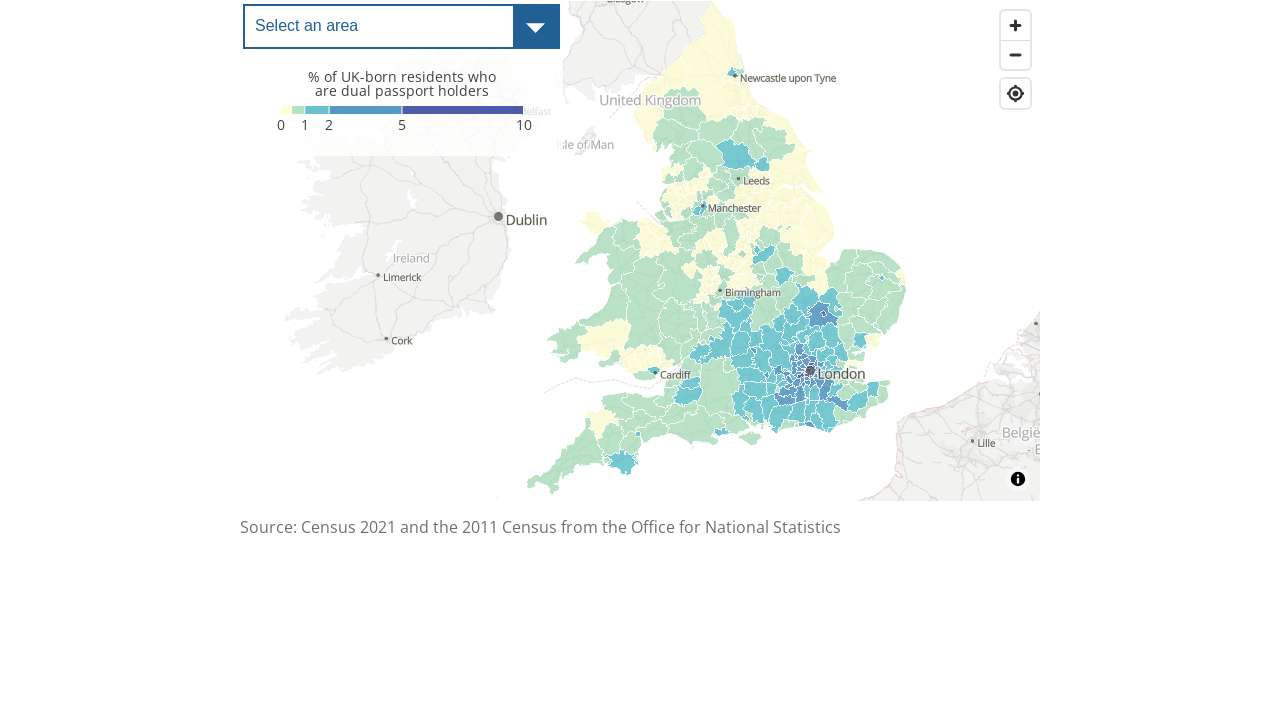 Select an area
% of UK-born residents who
are dual passport holders
0 1 2 5 10
Newcastle upon Tyne
United Kingdom
Isle of Man
Leeds
Manchester
Dublin
Ireland
Limerick
Birmingham
Cork
Cardiff
London
Lille
Source: Census 2021 and the 2011 Census from the Office for National Statistics